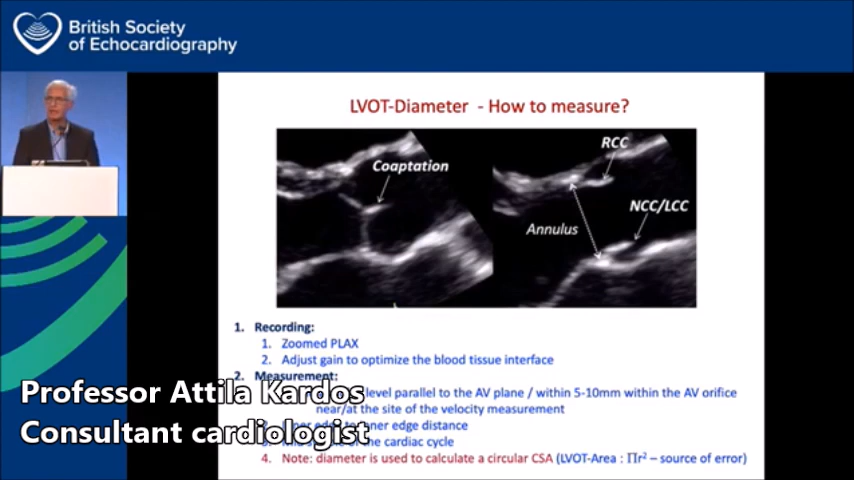 British Society
of Echocardiography
LVOT-Diameter - How to measure?
Coaptation
RCC
NCC/LCC
Annulus
1. Recording:
1. Zoomed PLAX
2. Adjust gain to optimize the blood tissue interface
2. Measurement:
level parallel to the AV plane / within 5-10mm within the AV orifice
near/at the site of the velocity measurement
edge distance
of the cardiac cycle
4. Note: diameter is used to calculate a circular CSA (LVOT-Area : Πr² – source of error)
Professor Attila Kardos
Consultant cardiologist